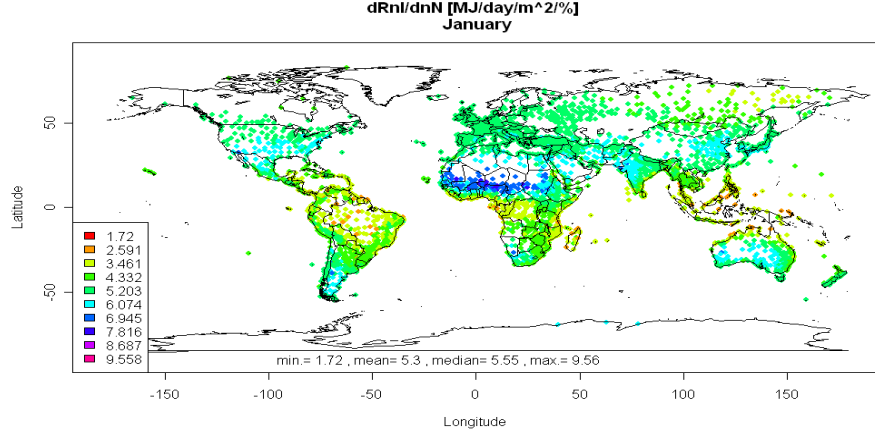 dRnl/dnN [MJ/day/m^2/%]
January
Latitude
50
0
-50
1.72
2.591
3.461
4.332
5.203
6.074
6.945
7.816
8.687
9.558
min.= 1.72 , mean= 5.3 , median= 5.55 , max.= 9.56
-150 -100 -50 0 50 100 150
Longitude